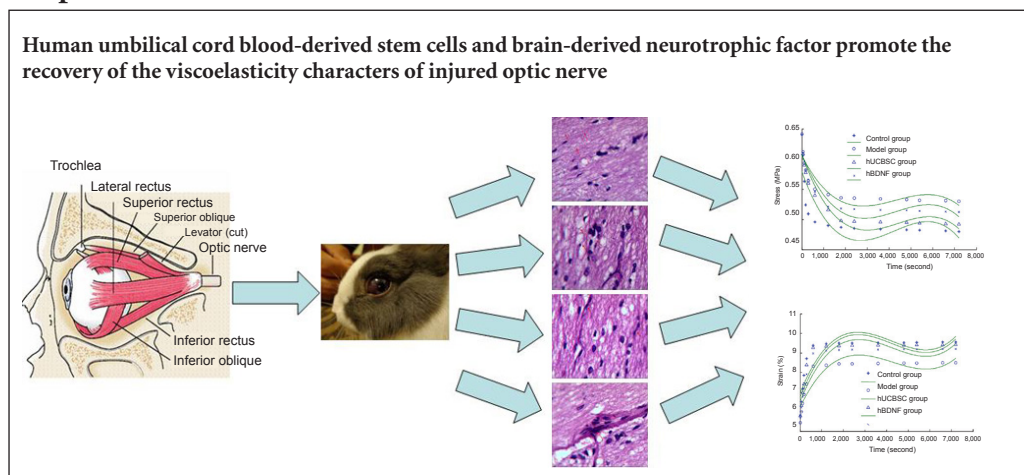 Human umbilical cord blood-derived stem cells and brain-derived neurotrophic factor promote the
recovery of the viscoelasticity characters of injured optic nerve
Trochlea
Lateral rectus
Superior rectus
Superior oblique
Levator (cut)
Optic nerve
Inferior rectus
Inferior oblique
0.65
0.60
0.55
0.50
0.45
Stress (MPa)
Control group
Model group
hUCBSC group
hBDNF group
0 1,000 2,000 3,000 4,000 5,000 6,000 7,000 8,000
Time (second)
11
10
9
8
7
6
5
Strain (%)
Control group
Model group
hUCBSC group
hBDNF group
0 1,000 2,000 3,000 4,000 5,000 6,000 7,000 8,000
Time (second)